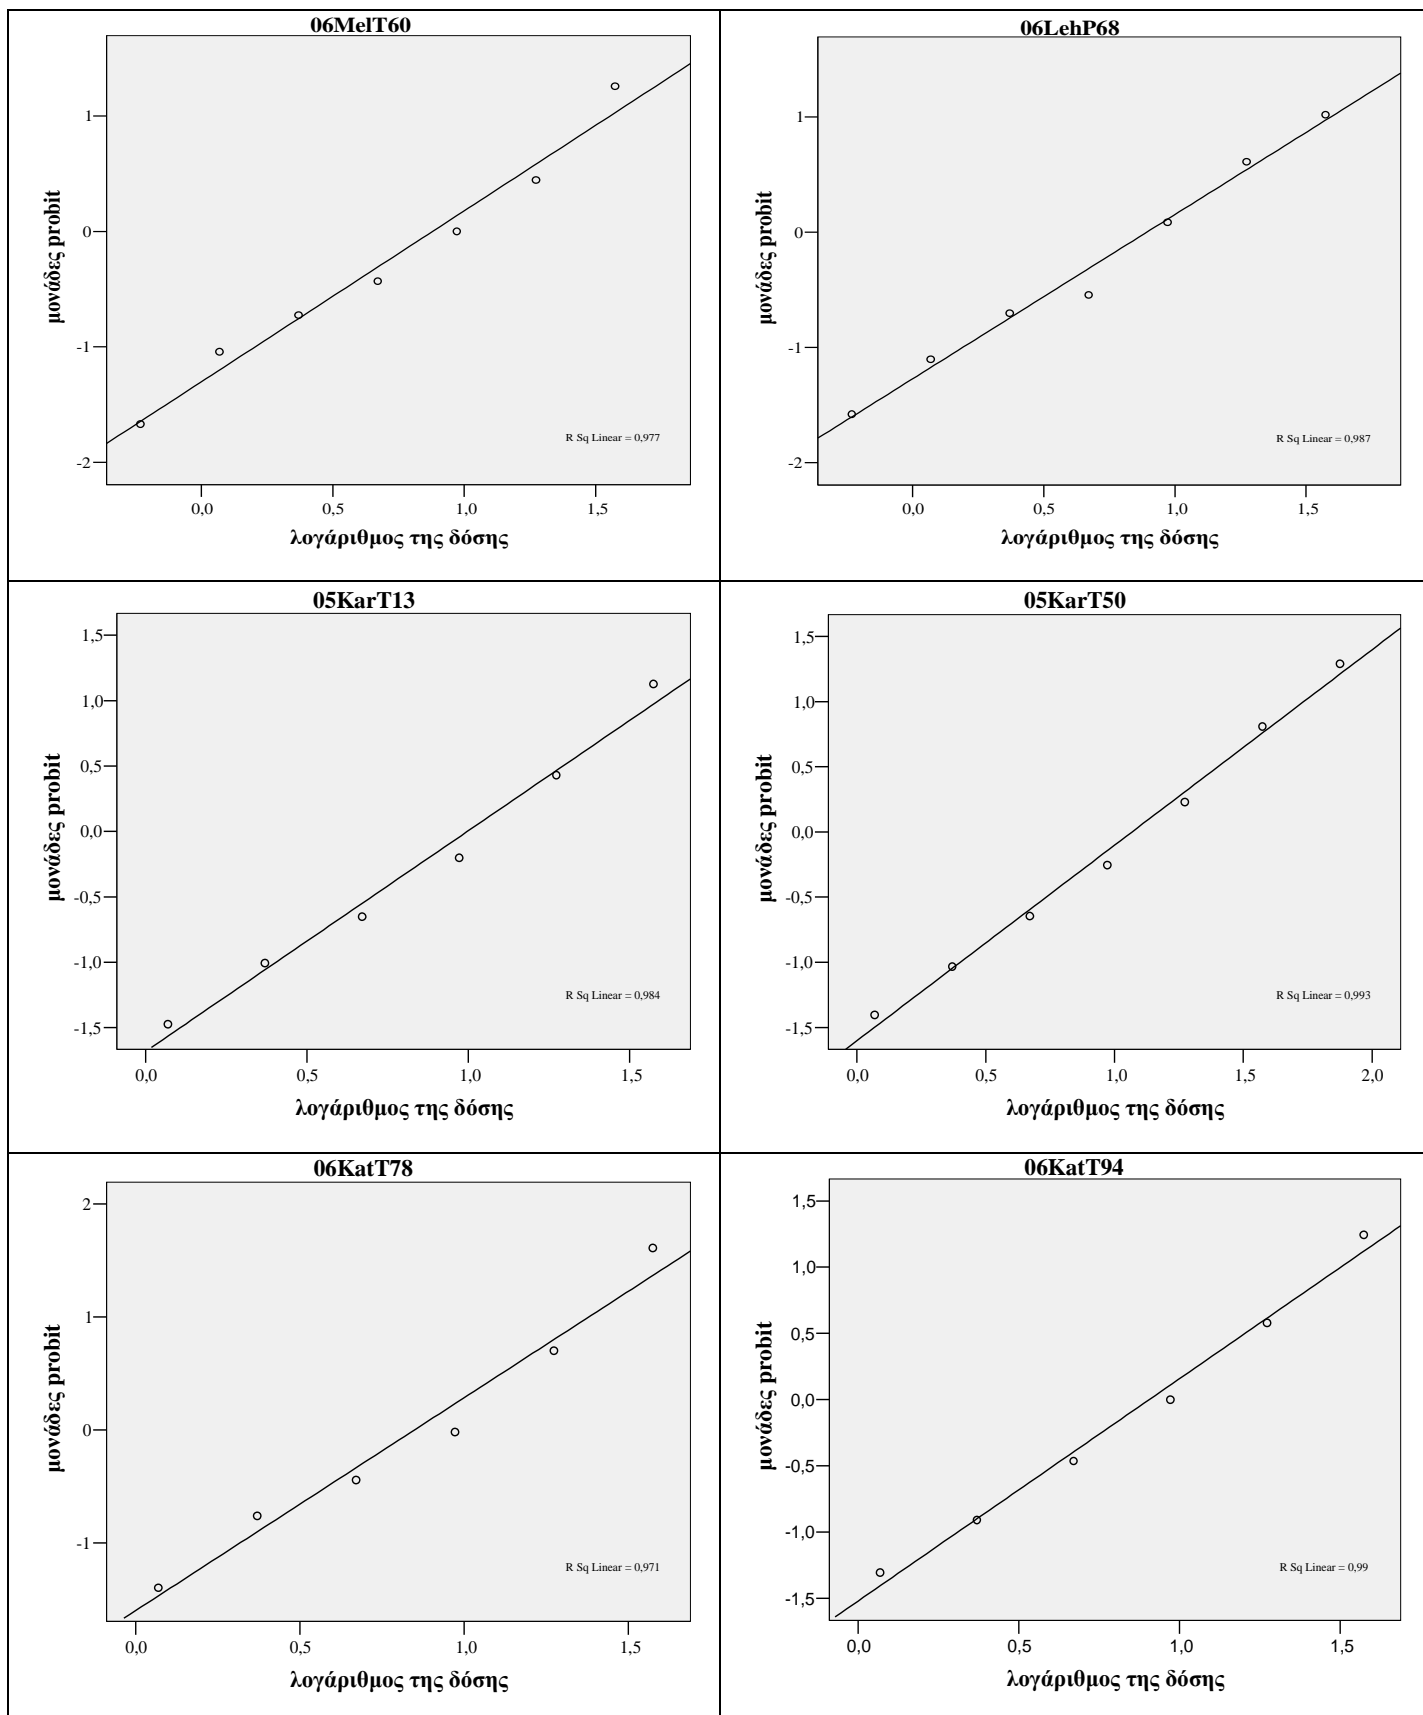 06MelT60
μονάδες probit
1
0
-1
-2
R Sq Linear = 0,977
0,0 0,5 1,0 1,5
λογάριθμος της δόσης
06LehP68
μονάδες probit
1
0
-1
-2
R Sq Linear = 0,987
0,0 0,5 1,0 1,5
λογάριθμος της δόσης
05KarT13
μονάδες probit
1,5
1,0
0,5
0,0
-0,5
-1,0
-1,5
R Sq Linear = 0,984
0,0 0,5 1,0 1,5
λογάριθμος της δόσης
05KarT50
μονάδες probit
1,5
1,0
0,5
0,0
-0,5
-1,0
-1,5
R Sq Linear = 0,993
0,0 0,5 1,0 1,5 2,0
λογάριθμος της δόσης
06KatT78
μονάδες probit
2
1
0
-1
R Sq Linear = 0,971
0,0 0,5 1,0 1,5
λογάριθμος της δόσης
06KatT94
μονάδες probit
1,5
1,0
0,5
0,0
-0,5
-1,0
-1,5
R Sq Linear = 0,99
0,0 0,5 1,0 1,5
λογάριθμος της δόσης